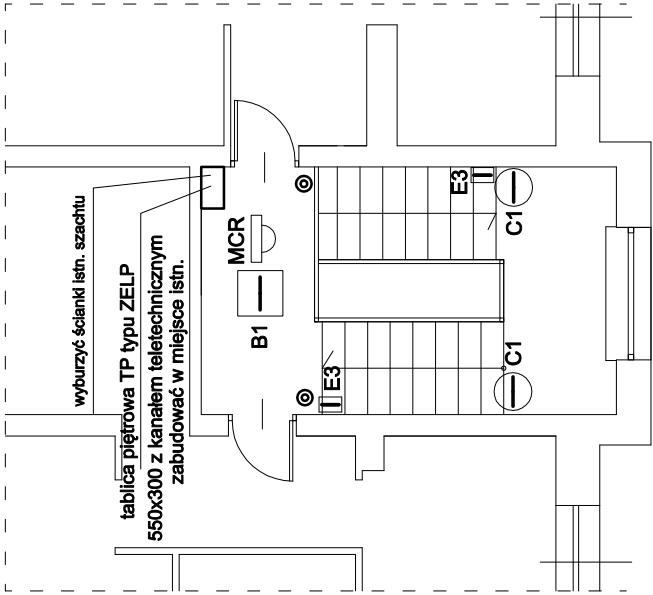 wyburzyć ścianki istn. szachtu
tablica piętrowa TP typu ZELP
550x300 z kanałem teletechnicznym
zabudować w miejsce istn.
MCR
B1
E3
C1
E3
C1